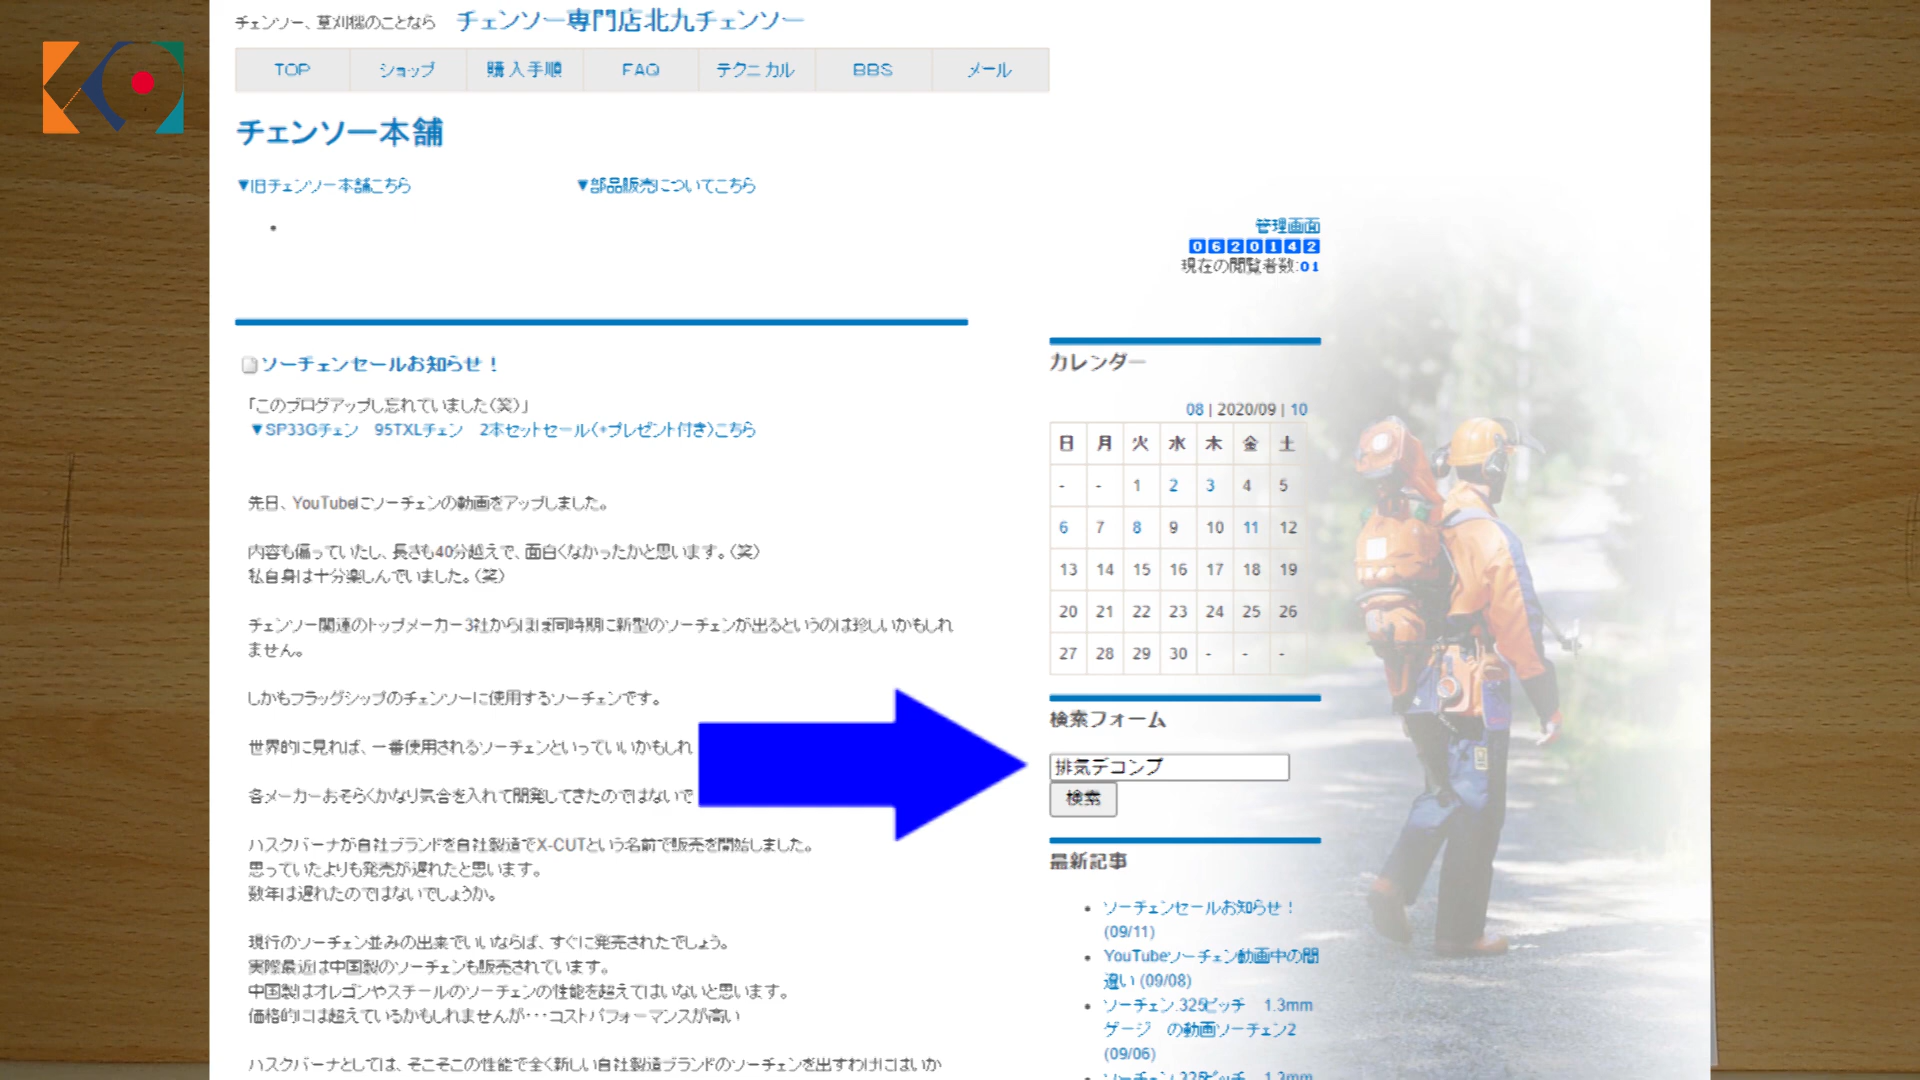 チェンソー、草刈機のことなら チェンソー専門店北九チェンソー
TOP ショップ 購入手順 FAQ テクニカル BBS メール
チェンソー本舗
▼旧チェンソー本舗こちら ▼部品販売についてこちら
管理画面
0620142
現在の閲覧者数:01
ソーチェンセールお知らせ！
「このブログアップし忘れていました(笑)」
▼SP33Gチェン 95TXLチェン 2本セットセール(+プレゼント付き)こちら
先日、YouTubeにソーチェンの動画をアップしました。
内容も偏っていたし、長さも40分越えで、面白くなかったかと思います。(笑)
私自身は十分楽しんでいました。(笑)
チェンソー関連のトップメーカー3社からほぼ同時期に新型のソーチェンが出るというのは珍しいかもしれ
ません。
しかもフラッグシップのチェンソーに使用するソーチェンです。
世界的に見れば、一番使用されるソーチェンといっていいかもしれ
各メーカーおそらくかなり気合を入れて開発してきたのではないで
ハスクバーナが自社ブランドを自社製造でX-CUTという名前で販売を開始しました。
思っていたよりも発売が遅れたと思います。
数年は遅れたのではないでしょうか。
現行のソーチェン並みの出来でいいならば、すぐに発売されたでしょう。
実際最近は中国製のソーチェンも販売されています。
中国製はオレゴンやスチールのソーチェンの性能を超えてはいないと思います。
価格的には超えているかもしれませんが・・・コストパフォーマンスが高い
ハスクバーナとしては、そこそこの性能で全く新しい自社製造ブランドのソーチェンを出すわけにはいか
カレンダー
08 | 2020/09 | 10
日 月 火 水 木 金 土
- - 1 2 3 4 5
6 7 8 9 10 11 12
13 14 15 16 17 18 19
20 21 22 23 24 25 26
27 28 29 30 - - -
検索フォーム
排気デコンプ
検索
最新記事
ソーチェンセールお知らせ！
(09/11)
YouTubeソーチェン動画中の間
違い (09/08)
ソーチェン.325ピッチ 1.3mm
ゲージ の動画ソーチェン2
(09/06)
ソーチェン.325ピッチ 1.3mm